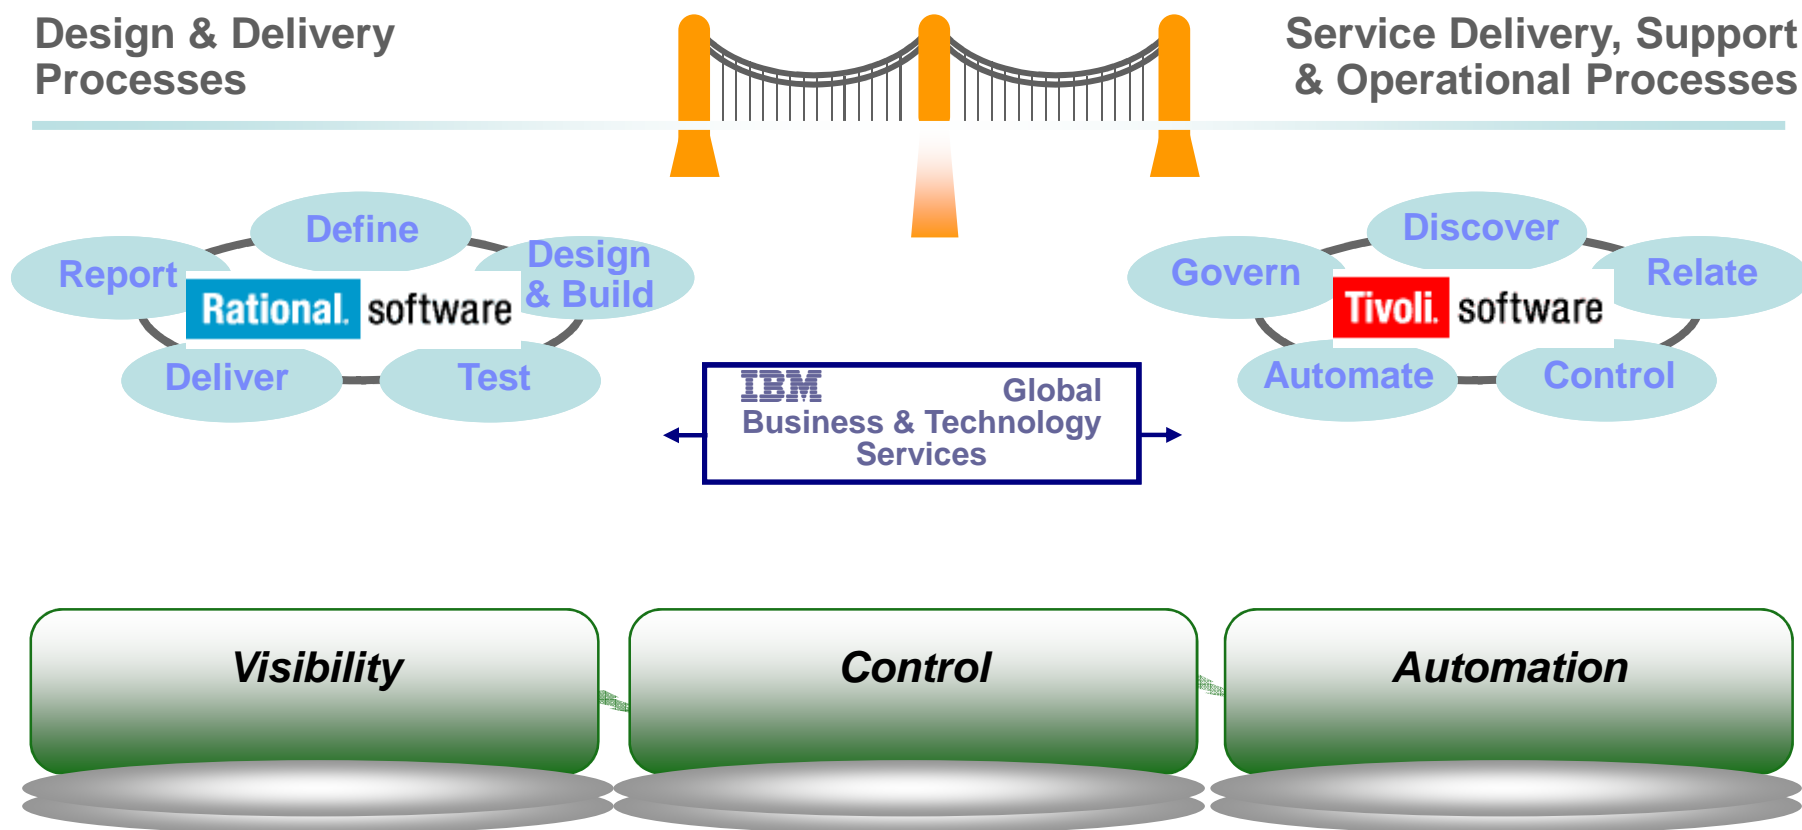 Design & Delivery
Processes
Service Delivery, Support
& Operational Processes
Define
Report
Design
& Build
Rational. software
Deliver
Test
Discover
Govern
Relate
Tivoli. software
Automate
Control
IBM Global
Business & Technology
Services
Visibility
Control
Automation